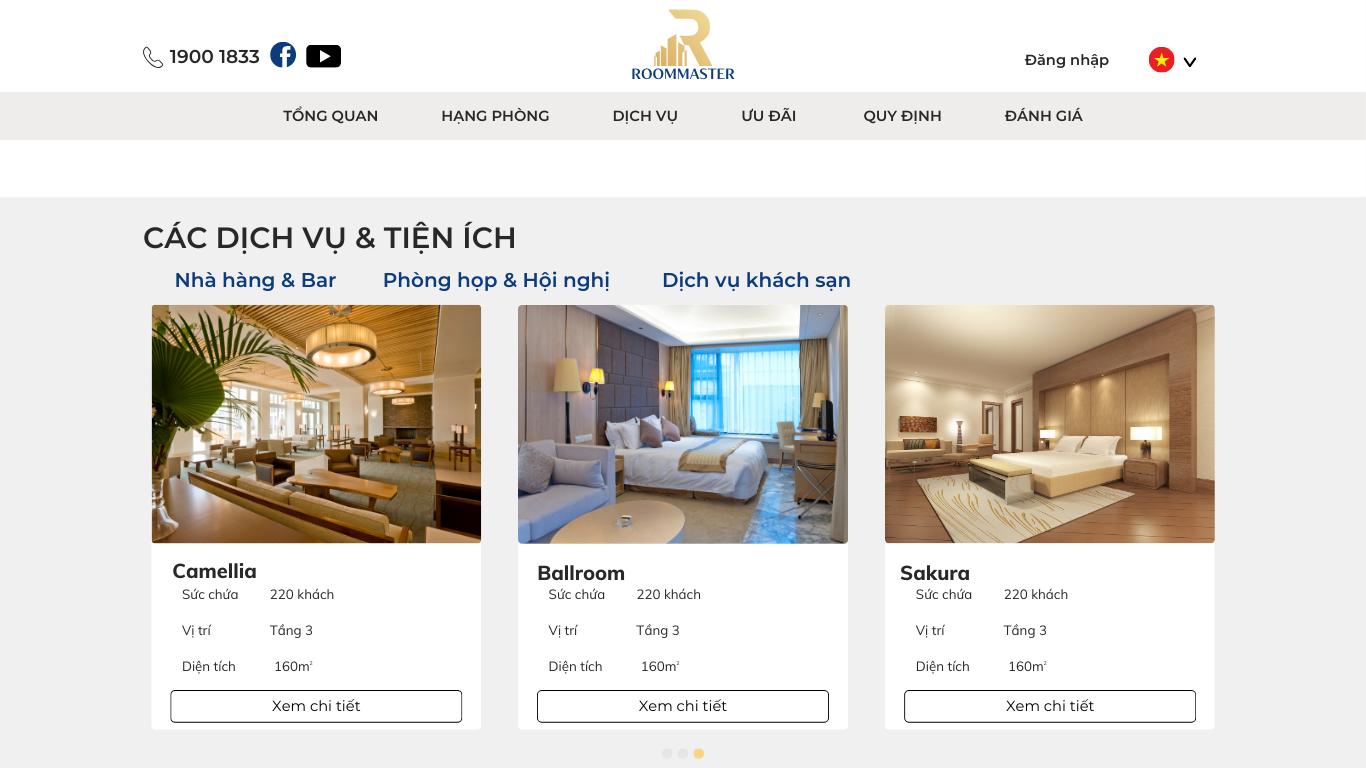 1900 1833
ROOMMASTER
Đăng nhập
TỔNG QUAN HẠNG PHÒNG DỊCH VỤ ƯU ĐÃI QUY ĐỊNH ĐÁNH GIÁ
CÁC DỊCH VỤ & TIỆN ÍCH
Nhà hàng & Bar Phòng họp & Hội nghị Dịch vụ khách sạn
Camellia
Sức chứa 220 khách
Vị trí Tầng 3
Diện tích 160m²
Xem chi tiết
Ballroom
Sức chứa 220 khách
Vị trí Tầng 3
Diện tích 160m²
Xem chi tiết
Sakura
Sức chứa 220 khách
Vị trí Tầng 3
Diện tích 160m²
Xem chi tiết